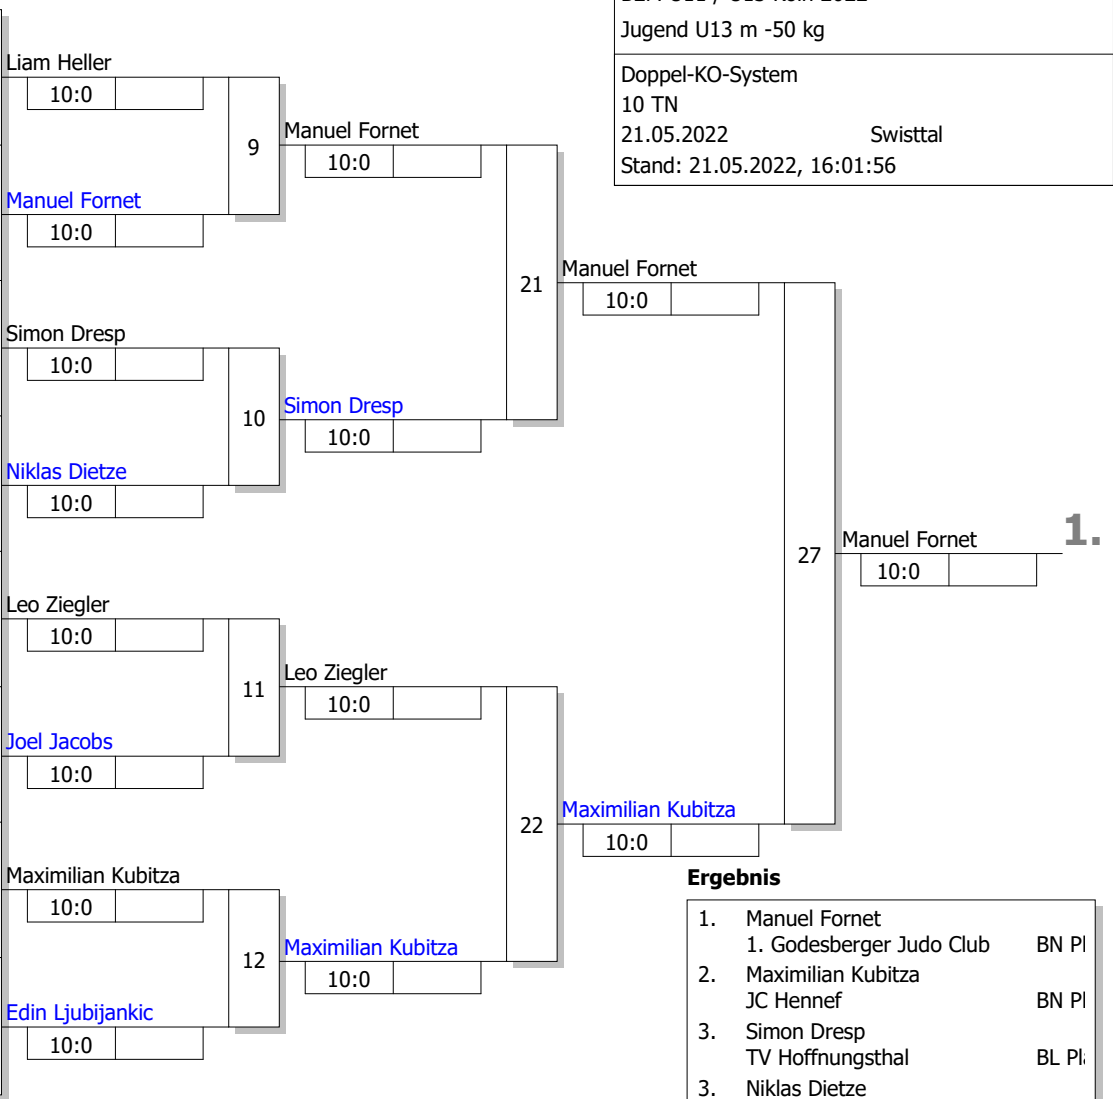 Jugend U13 m -50 kg
Doppel-KO-System
10 TN
21.05.2022 Swisttal
Stand: 21.05.2022, 16:01:56
Liam Heller
10:0
9
Manuel Fornet
10:0
Manuel Fornet
10:0
21
Manuel Fornet
10:0
Simon Dresp
10:0
10
Simon Dresp
10:0
Niklas Dietze
10:0
27
Manuel Fornet
10:0
1.
Leo Ziegler
10:0
11
Leo Ziegler
10:0
Joel Jacobs
10:0
22
Maximilian Kubitza
10:0
Maximilian Kubitza
10:0
12
Maximilian Kubitza
10:0
Edin Ljubijankic
10:0
Ergebnis
1. Manuel Fornet
1. Godesberger Judo Club BN
2. Maximilian Kubitza
JC Hennef BN
3. Simon Dresp
TV Hoffnungsthal BL
3. Niklas Dietze